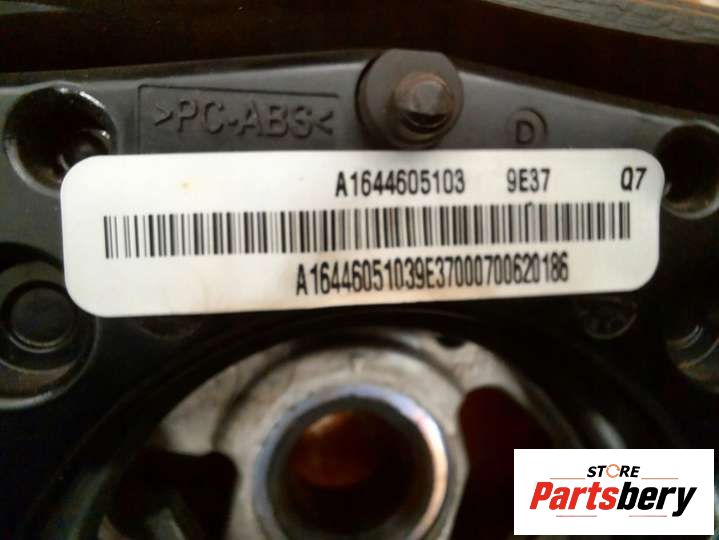 >PC-ABS<
D
A1644605103 9E37 Q7
A16446051039E37000700620186
STORE
Partsbery